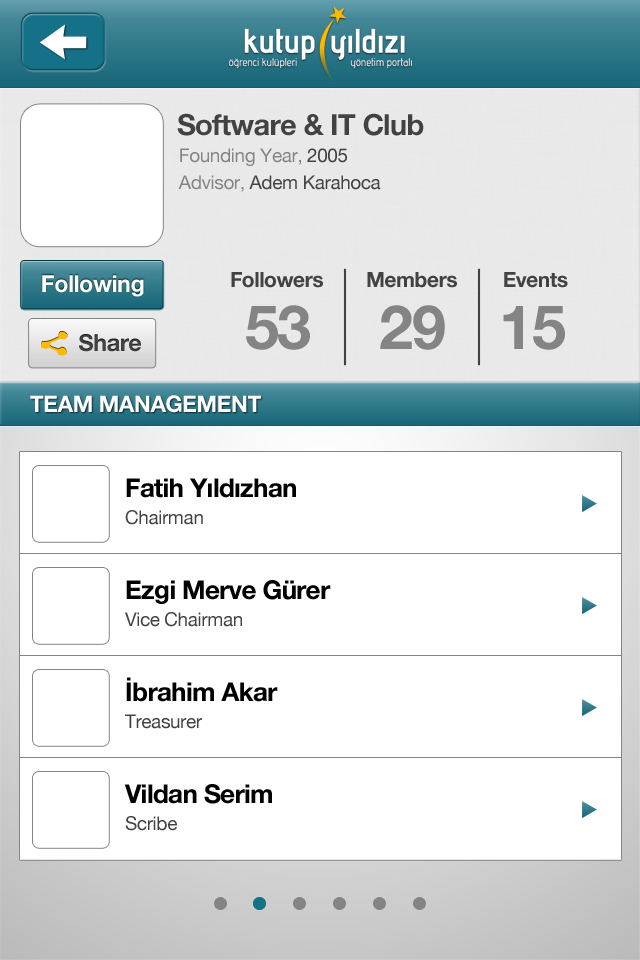 kutup yıldızı
öğrenci kulüpleri yönetim portalı
Software & IT Club
Founding Year, 2005
Advisor, Adem Karahoca
Following
Share
Followers Members Events
53 29 15
TEAM MANAGEMENT
Fatih Yıldızhan
Chairman
Ezgi Merve Gürer
Vice Chairman
İbrahim Akar
Treasurer
Vildan Serim
Scribe